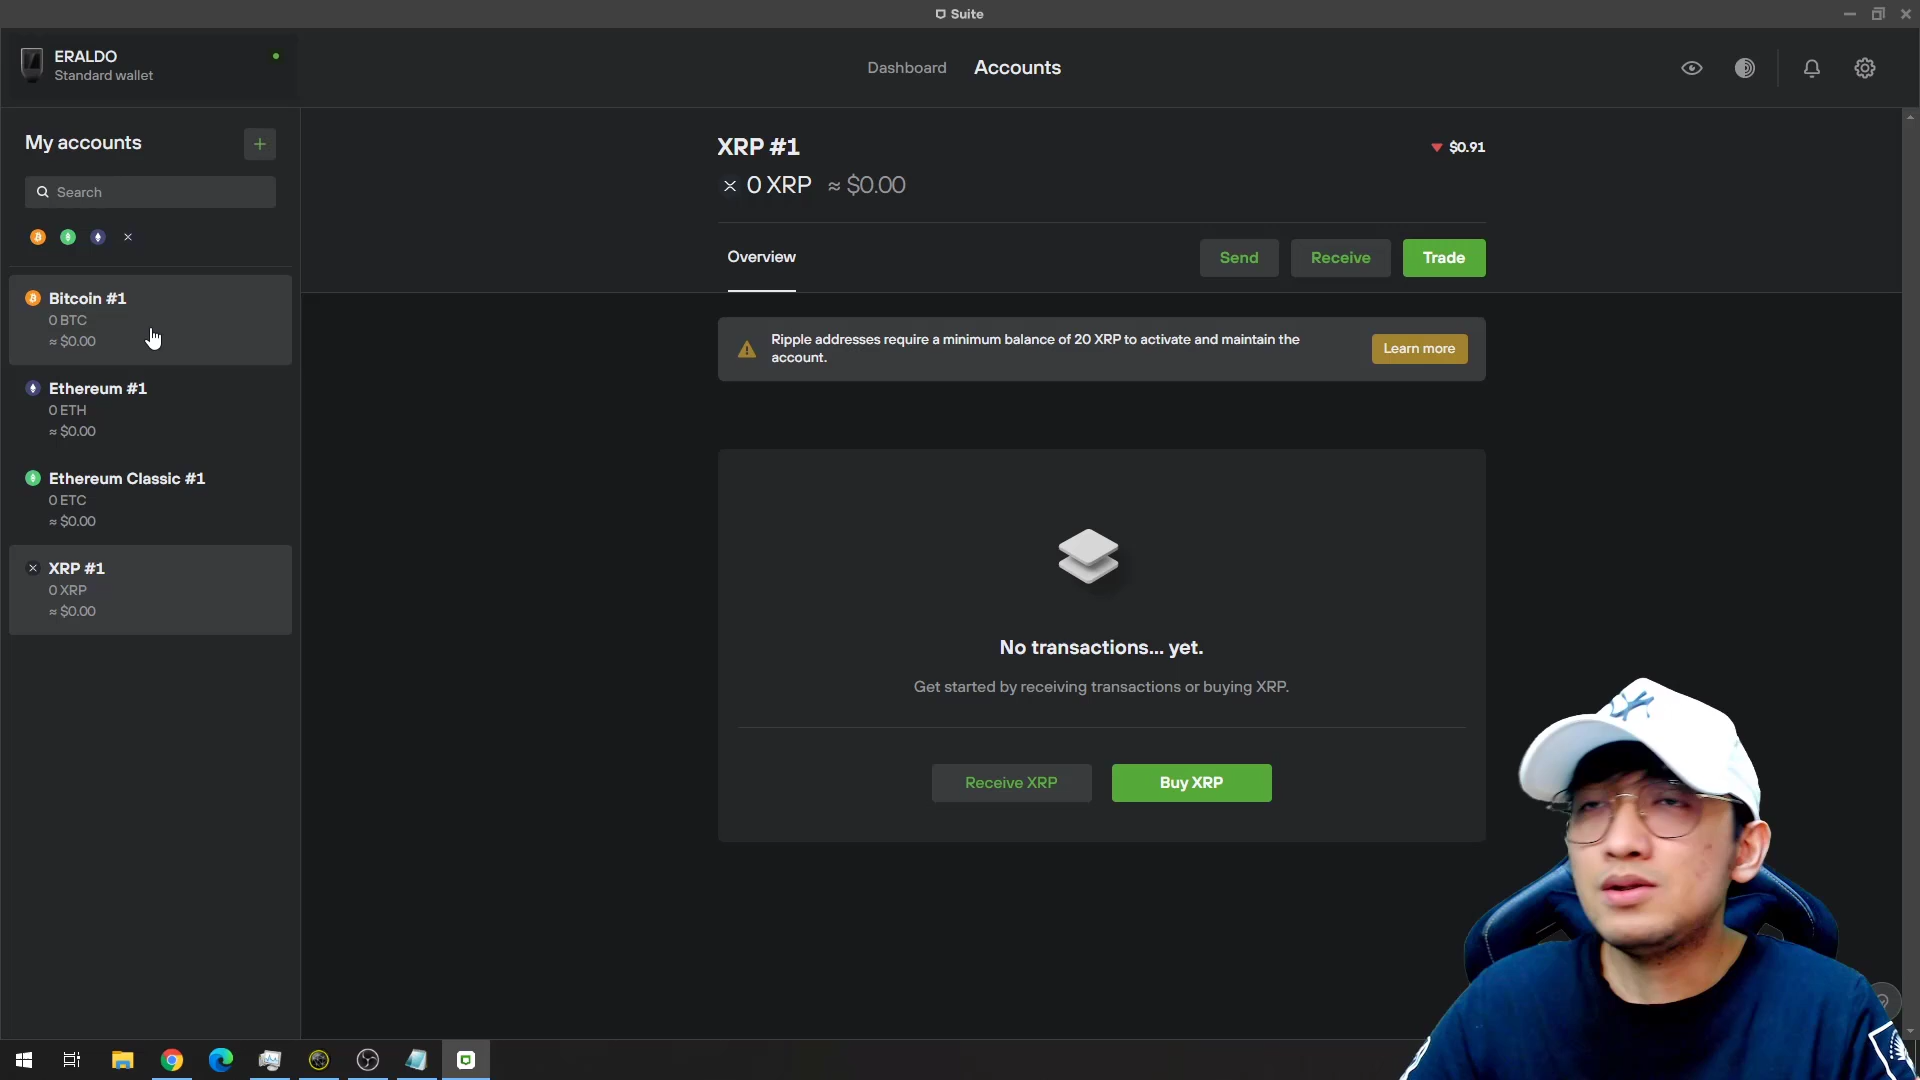 Suite
ERALDO
Standard wallet
Dashboard
Accounts
My accounts
Search
Bitcoin #1
0 BTC
≈ $0.00
Ethereum #1
0 ETH
≈ $0.00
Ethereum Classic #1
0 ETC
≈ $0.00
XRP #1
0 XRP
≈ $0.00
XRP #1
$0.91
0 XRP ≈ $0.00
Overview
Send
Receive
Trade
Ripple addresses require a minimum balance of 20 XRP to activate and maintain the
account.
Learn more
No transactions... yet.
Get started by receiving transactions or buying XRP.
Receive XRP
Buy XRP